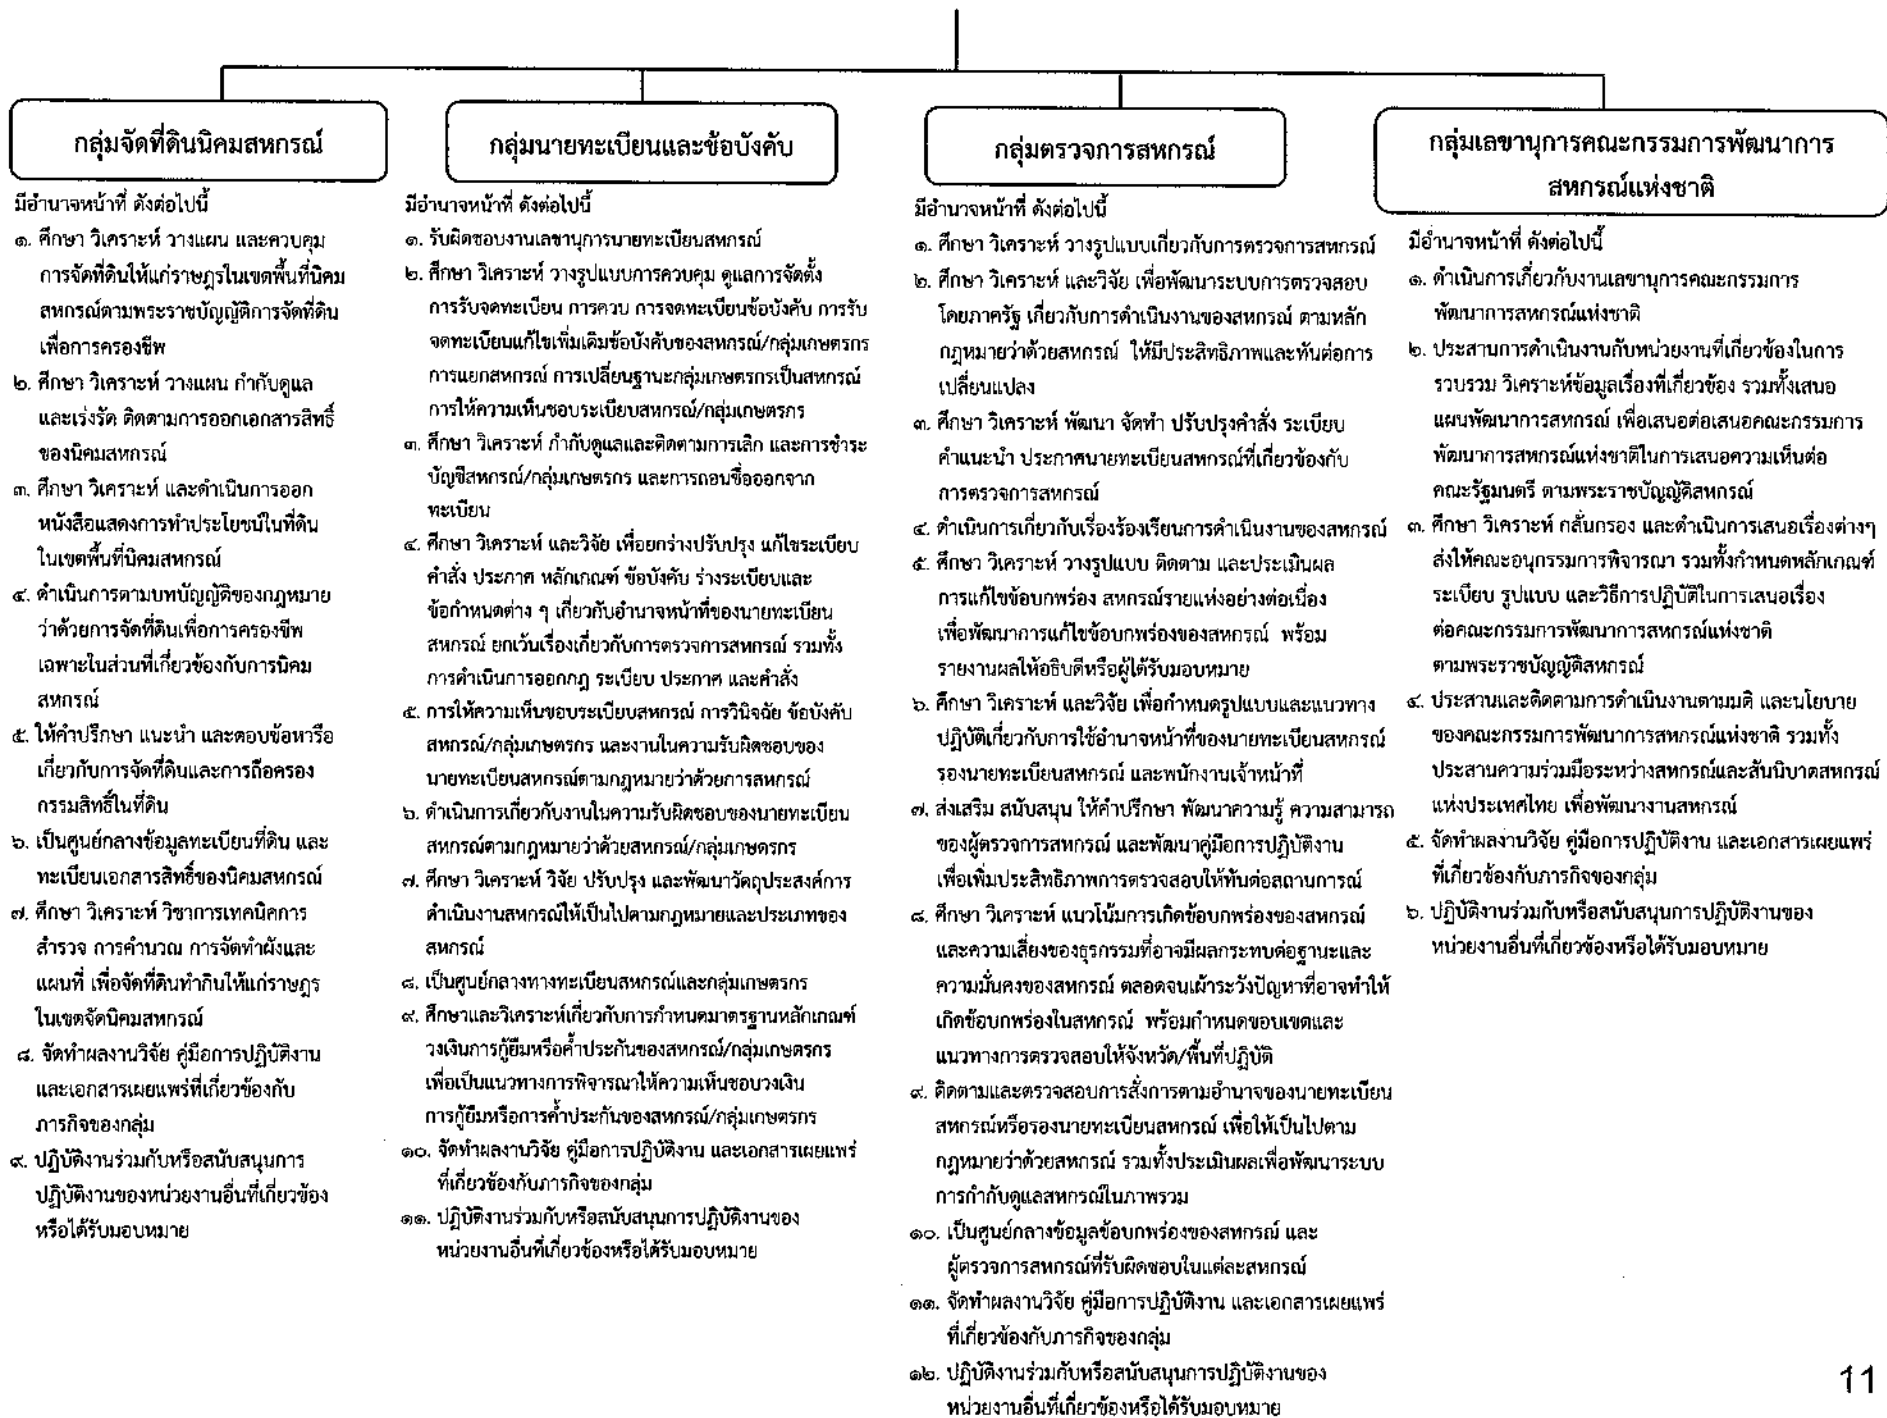 กลุ่มจัดที่ดินนิคมสหกรณ์
มีอำนาจหน้าที่ ดังต่อไปนี้
๑. ศึกษา วิเคราะห์ วางแผน และควบคุม
การจัดที่ดินให้แก่ราษฎรในเขตพื้นที่นิคม
สหกรณ์ตามพระราชบัญญัติการจัดที่ดิน
เพื่อการครองชีพ
๒. ศึกษา วิเคราะห์ วางแผน กำกับดูแล
และเร่งรัด ติดตามการออกเอกสารสิทธิ์
ของนิคมสหกรณ์
๓. ศึกษา วิเคราะห์ และดำเนินการออก
หนังสือแสดงการทำประโยชน์ในที่ดิน
ในเขตพื้นที่นิคมสหกรณ์
๔. ดำเนินการตามบทบัญญัติของกฎหมาย
ว่าด้วยการจัดที่ดินเพื่อการครองชีพ
เฉพาะในส่วนที่เกี่ยวข้องกับการนิคม
สหกรณ์
๕. ให้คำปรึกษา แนะนำ และตอบข้อหารือ
เกี่ยวกับการจัดที่ดินและการถือครอง
กรรมสิทธิ์ในที่ดิน
๖. เป็นศูนย์กลางข้อมูลทะเบียนที่ดิน และ
ทะเบียนเอกสารสิทธิ์ของนิคมสหกรณ์
๗. ศึกษา วิเคราะห์ วิชาการเทคนิคการ
สำรวจ การคำนวณ การจัดทำผังและ
แผนที่ เพื่อจัดที่ดินทำกินให้แก่ราษฎร
ในเขตจัดนิคมสหกรณ์
๘. จัดทำผลงานวิจัย คู่มือการปฏิบัติงาน
และเอกสารเผยแพร่ที่เกี่ยวข้องกับ
ภารกิจของกลุ่ม
๙. ปฏิบัติงานร่วมกับหรือสนับสนุนการ
ปฏิบัติงานของหน่วยงานอื่นที่เกี่ยวข้อง
หรือได้รับมอบหมาย
กลุ่มนายทะเบียนและข้อบังคับ
มีอำนาจหน้าที่ ดังต่อไปนี้
๑. รับผิดชอบงานเลขานุการนายทะเบียนสหกรณ์
๒. ศึกษา วิเคราะห์ วางรูปแบบการควบคุม ดูแลการจัดตั้ง
การรับจดทะเบียน การควบ การจดทะเบียนข้อบังคับ การรับ
จดทะเบียนแก้ไขเพิ่มเติมข้อบังคับของสหกรณ์/กลุ่มเกษตรกร
การแยกสหกรณ์ การเปลี่ยนฐานะกลุ่มเกษตรกรเป็นสหกรณ์
การให้ความเห็นชอบระเบียบสหกรณ์/กลุ่มเกษตรกร
๓. ศึกษา วิเคราะห์ กำกับดูแลและติดตามการเลิก และการชำระ
บัญชีสหกรณ์/กลุ่มเกษตรกร และการถอนชื่อออกจาก
ทะเบียน
๔. ศึกษา วิเคราะห์ และวิจัย เพื่อยกร่างปรับปรุง แก้ไขระเบียบ
คำสั่ง ประกาศ หลักเกณฑ์ ข้อบังคับ ร่างระเบียบและ
ข้อกำหนดต่าง ๆ เกี่ยวกับอำนาจหน้าที่ของนายทะเบียน
สหกรณ์ ยกเว้นเรื่องเกี่ยวกับการตรวจการสหกรณ์ รวมทั้ง
การดำเนินการออกกฎ ระเบียบ ประกาศ และคำสั่ง
๕. การให้ความเห็นชอบระเบียบสหกรณ์ การวินิจฉัย ข้อบังคับ
สหกรณ์/กลุ่มเกษตรกร และงานในความรับผิดชอบของ
นายทะเบียนสหกรณ์ตามกฎหมายว่าด้วยการสหกรณ์
๖. ดำเนินการเกี่ยวกับงานในความรับผิดชอบของนายทะเบียน
สหกรณ์ตามกฎหมายว่าด้วยสหกรณ์/กลุ่มเกษตรกร
๗. ศึกษา วิเคราะห์ วิจัย ปรับปรุง และพัฒนาวัตถุประสงค์การ
ดำเนินงานสหกรณ์ให้เป็นไปตามกฎหมายและประเภทของ
สหกรณ์
๘. เป็นศูนย์กลางทางทะเบียนสหกรณ์และกลุ่มเกษตรกร
๙. ศึกษาและวิเคราะห์เกี่ยวกับการกำหนดมาตรฐานหลักเกณฑ์
วงเงินการกู้ยืมหรือค้ำประกันของสหกรณ์/กลุ่มเกษตรกร
เพื่อเป็นแนวทางการพิจารณาให้ความเห็นชอบวงเงิน
การกู้ยืมหรือการค้ำประกันของสหกรณ์/กลุ่มเกษตรกร
๑๐. จัดทำผลงานวิจัย คู่มือการปฏิบัติงาน และเอกสารเผยแพร่
ที่เกี่ยวข้องกับภารกิจของกลุ่ม
๑๑. ปฏิบัติงานร่วมกับหรือสนับสนุนการปฏิบัติงานของ
หน่วยงานอื่นที่เกี่ยวข้องหรือได้รับมอบหมาย
กลุ่มตรวจการสหกรณ์
มีอำนาจหน้าที่ ดังต่อไปนี้
๑. ศึกษา วิเคราะห์ วางรูปแบบเกี่ยวกับการตรวจการสหกรณ์
๒. ศึกษา วิเคราะห์ และวิจัย เพื่อพัฒนาระบบการตรวจสอบ
โดยภาครัฐ เกี่ยวกับการดำเนินงานของสหกรณ์ ตามหลัก
กฎหมายว่าด้วยสหกรณ์ ให้มีประสิทธิภาพและทันต่อการ
เปลี่ยนแปลง
๓. ศึกษา วิเคราะห์ พัฒนา จัดทำ ปรับปรุงคำสั่ง ระเบียบ
คำแนะนำ ประกาศนายทะเบียนสหกรณ์ที่เกี่ยวข้องกับ
การตรวจการสหกรณ์
๔. ดำเนินการเกี่ยวกับเรื่องร้องเรียนการดำเนินงานของสหกรณ์
๕. ศึกษา วิเคราะห์ วางรูปแบบ ติดตาม และประเมินผล
การแก้ไขข้อบกพร่อง สหกรณ์รายแห่งอย่างต่อเนื่อง
เพื่อพัฒนาการแก้ไขข้อบกพร่องของสหกรณ์ พร้อม
รายงานผลให้อธิบดีหรือผู้ได้รับมอบหมาย
๖. ศึกษา วิเคราะห์ และวิจัย เพื่อกำหนดรูปแบบและแนวทาง
ปฏิบัติเกี่ยวกับการใช้อำนาจหน้าที่ของนายทะเบียนสหกรณ์
รองนายทะเบียนสหกรณ์ และพนักงานเจ้าหน้าที่
๗. ส่งเสริม สนับสนุน ให้คำปรึกษา พัฒนาความรู้ ความสามารถ
ของผู้ตรวจการสหกรณ์ และพัฒนาคู่มือการปฏิบัติงาน
เพื่อเพิ่มประสิทธิภาพการตรวจสอบให้ทันต่อสถานการณ์
๘. ศึกษา วิเคราะห์ แนวโน้มการเกิดข้อบกพร่องของสหกรณ์
และความเสี่ยงของธุรกรรมที่อาจมีผลกระทบต่อฐานะและ
ความมั่นคงของสหกรณ์ ตลอดจนเฝ้าระวังปัญหาที่อาจทำให้
เกิดข้อบกพร่องในสหกรณ์ พร้อมกำหนดขอบเขตและ
แนวทางการตรวจสอบให้จังหวัด/พื้นที่ปฏิบัติ
๙. ติดตามและตรวจสอบการสั่งการตามอำนาจของนายทะเบียน
สหกรณ์หรือรองนายทะเบียนสหกรณ์ เพื่อให้เป็นไปตาม
กฎหมายว่าด้วยสหกรณ์ รวมทั้งประเมินผลเพื่อพัฒนาระบบ
การกำกับดูแลสหกรณ์ในภาพรวม
๑๐. เป็นศูนย์กลางข้อมูลข้อบกพร่องของสหกรณ์ และ
ผู้ตรวจการสหกรณ์ที่รับผิดชอบในแต่ละสหกรณ์
๑๑. จัดทำผลงานวิจัย คู่มือการปฏิบัติงาน และเอกสารเผยแพร่
ที่เกี่ยวข้องกับภารกิจของกลุ่ม
๑๒. ปฏิบัติงานร่วมกับหรือสนับสนุนการปฏิบัติงานของ
หน่วยงานอื่นที่เกี่ยวข้องหรือได้รับมอบหมาย
กลุ่มเลขานุการคณะกรรมการพัฒนาการ
สหกรณ์แห่งชาติ
มีอำนาจหน้าที่ ดังต่อไปนี้
๑. ดำเนินการเกี่ยวกับงานเลขานุการคณะกรรมการ
พัฒนาการสหกรณ์แห่งชาติ
๒. ประสานการดำเนินงานกับหน่วยงานที่เกี่ยวข้องในการ
รวบรวม วิเคราะห์ข้อมูลเรื่องที่เกี่ยวข้อง รวมทั้งเสนอ
แผนพัฒนาการสหกรณ์ เพื่อเสนอต่อเสนอคณะกรรมการ
พัฒนาการสหกรณ์แห่งชาติในการเสนอความเห็นต่อ
คณะรัฐมนตรี ตามพระราชบัญญัติสหกรณ์
๓. ศึกษา วิเคราะห์ กลั่นกรอง และดำเนินการเสนอเรื่องต่างๆ
ส่งให้คณะอนุกรรมการพิจารณา รวมทั้งกำหนดหลักเกณฑ์
ระเบียบ รูปแบบ และวิธีการปฏิบัติในการเสนอเรื่อง
ต่อคณะกรรมการพัฒนาการสหกรณ์แห่งชาติ
ตามพระราชบัญญัติสหกรณ์
๔. ประสานและติดตามการดำเนินงานตามมติ และนโยบาย
ของคณะกรรมการพัฒนาการสหกรณ์แห่งชาติ รวมทั้ง
ประสานความร่วมมือระหว่างสหกรณ์และสันนิบาตสหกรณ์
แห่งประเทศไทย เพื่อพัฒนางานสหกรณ์
๕. จัดทำผลงานวิจัย คู่มือการปฏิบัติงาน และเอกสารเผยแพร่
ที่เกี่ยวข้องกับภารกิจของกลุ่ม
๖. ปฏิบัติงานร่วมกับหรือสนับสนุนการปฏิบัติงานของ
หน่วยงานอื่นที่เกี่ยวข้องหรือได้รับมอบหมาย
11